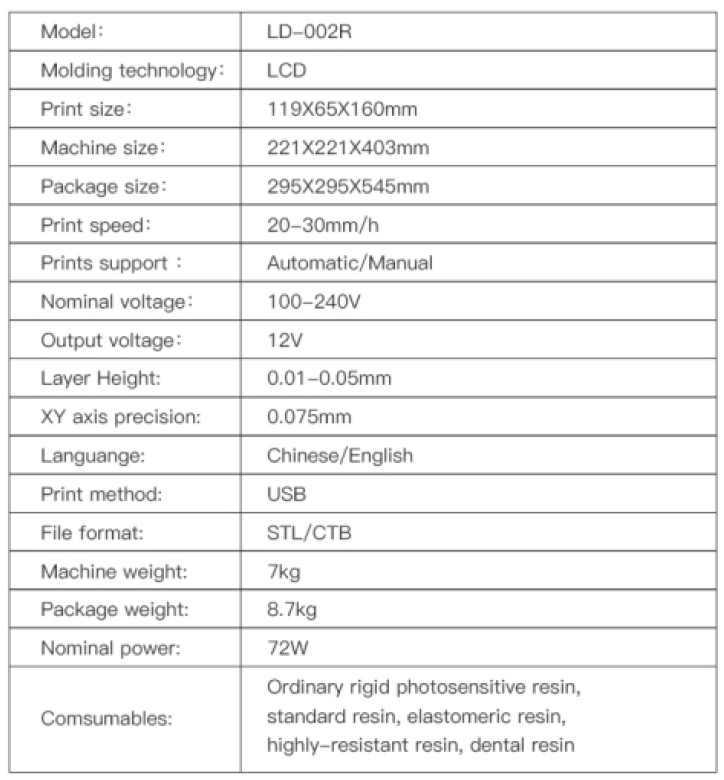 Model: LD-002R
Molding technology: LCD
Print size: 119X65X160mm
Machine size: 221X221X403mm
Package size: 295X295X545mm
Print speed: 20-30mm/h
Prints support : Automatic/Manual
Nominal voltage: 100-240V
Output voltage: 12V
Layer Height: 0.01-0.05mm
XY axis precision: 0.075mm
Languange: Chinese/English
Print method: USB
File format: STL/CTB
Machine weight: 7kg
Package weight: 8.7kg
Nominal power: 72W
Comsumables: Ordinary rigid photosensitive resin,
standard resin, elastomeric resin,
highly-resistant resin, dental resin